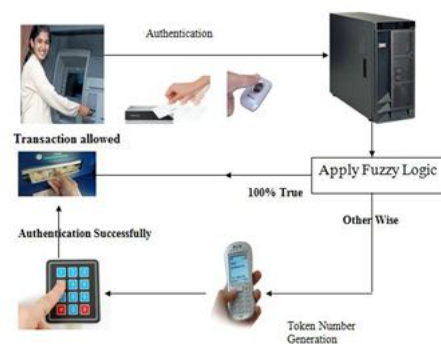 Authentication
Transaction allowed
Apply Fuzzy Logic
100% True
Other Wise
Authentication Successfully
Token Number
Generation